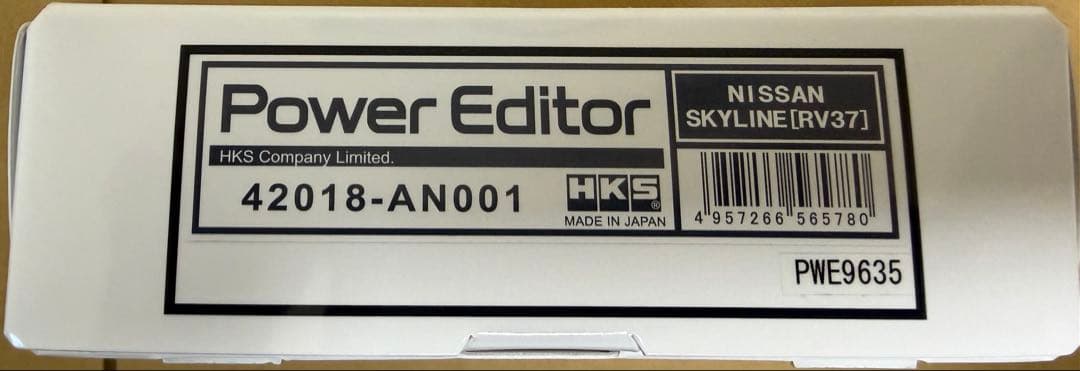 Power Editor
HKS Company Limited.
42018-AN001
HKS®
MADE IN JAPAN
NISSAN
SKYLINE[RV37]
4 957266 565780
PWE9635